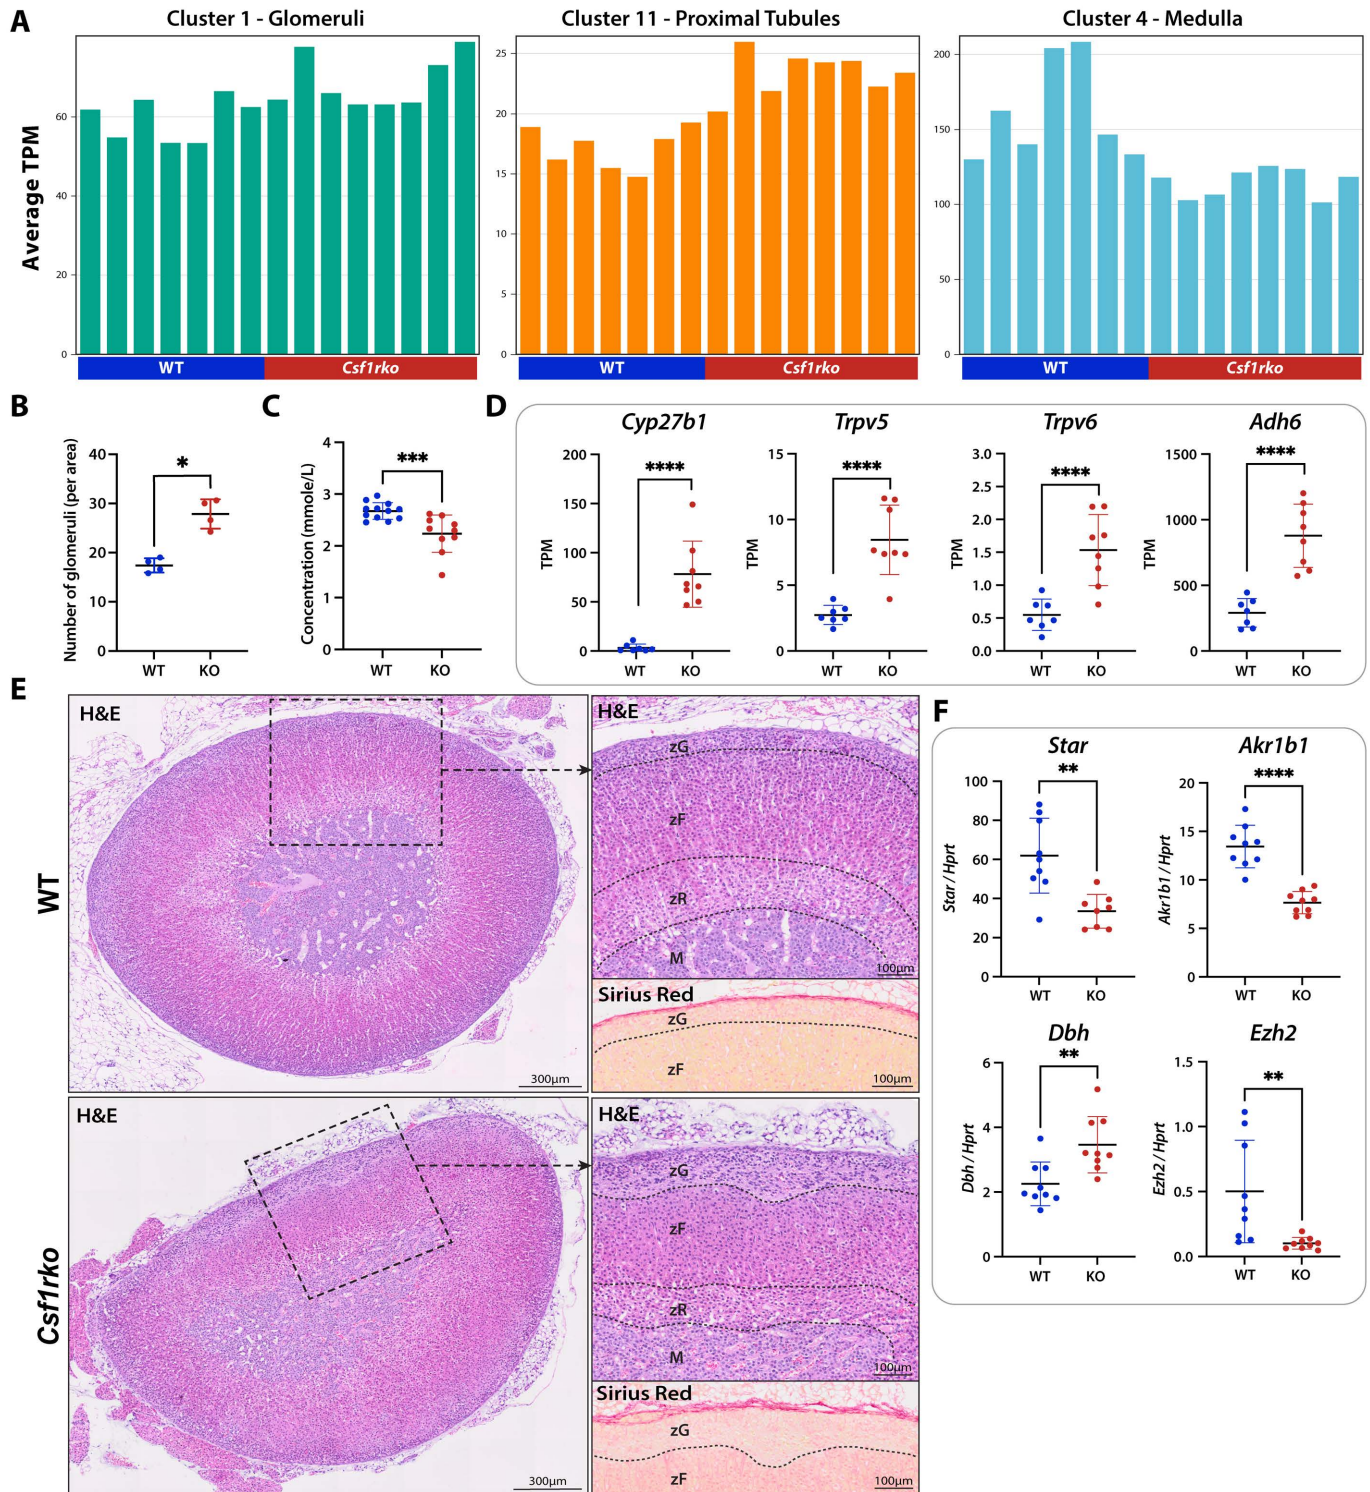 A
Cluster 1 - Glomeruli
Cluster 11 - Proximal Tubules
Cluster 4 - Medulla
Average TPM
60
40
20
0
25
20
15
10
5
0
200
150
100
50
0
WT
Csf1rko
WT
Csf1rko
WT
Csf1rko
B
Number of glomeruli (per area)
40
30
20
10
0
*
WT
KO
C
Concentration (mmole/L)
4
3
2
1
0
***
WT
KO
D
Cyp27b1
TPM
200
150
100
50
0
****
WT
KO
Trpv5
TPM
15
10
5
0
****
WT
KO
Trpv6
TPM
3.0
2.5
2.0
1.5
1.0
0.5
0.0
****
WT
KO
Adh6
TPM
1500
1000
500
0
****
WT
KO
E
WT
H&E
300μm
H&E
zG
zF
zR
M
100μm
Sirius Red
zG
zF
100μm
Csf1rko
H&E
300μm
H&E
zG
zF
zR
M
100μm
Sirius Red
zG
zF
100μm
F
Star
Star / Hprt
100
80
60
40
20
0
**
WT
KO
Akr1b1
Akr1b1 / Hprt
20
15
10
5
0
****
WT
KO
Dbh
Dbh / Hprt
6
4
2
0
**
WT
KO
Ezh2
Ezh2 / Hprt
1.5
1.0
0.5
0.0
**
WT
KO